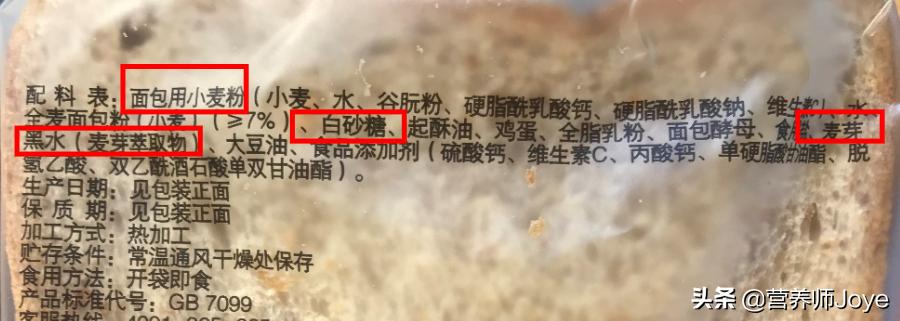 配 料 表：面包用小麦粉（小麦、水、谷朊粉、硬脂酰乳酸钙、硬脂酰乳酸钠、维生 、水、
全麦面包粉（小麦）（≥7%）、白砂糖、起酥油、鸡蛋、全脂乳粉、面包酵母、食 、麦芽
黑水（麦芽萃取物）、大豆油、食品添加剂（硫酸钙、维生素C、丙酸钙、单硬脂酸甘油酯、脱
氢乙酸、双乙酰酒石酸单双甘油酯）。
生产日期：见包装正面
保 质 期：见包装正面
加工方式：热加工
贮存条件：常温通风干燥处保存
食用方法：开袋即食
产品标准代号：GB 7099
客服热线
头条 @营养师Joye